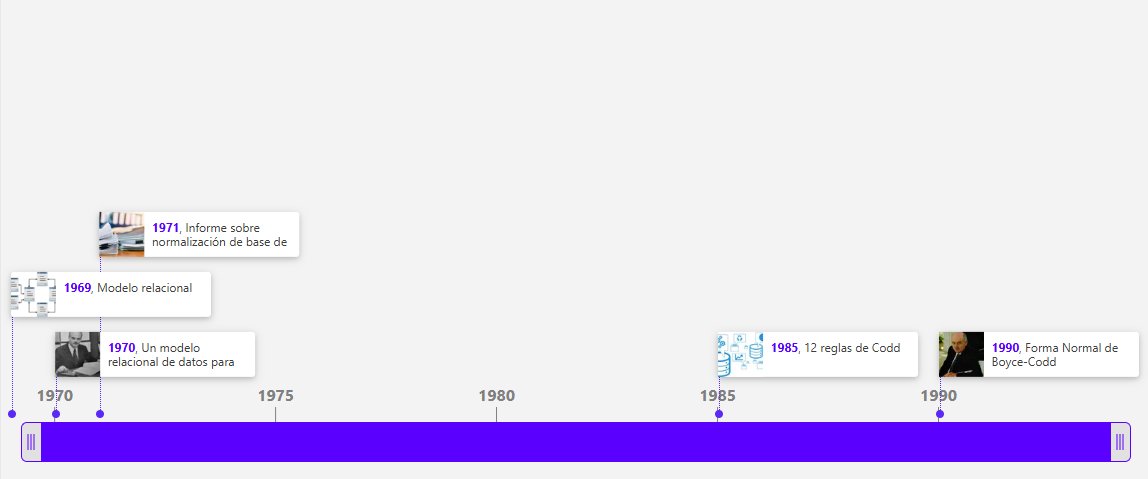 1971, Informe sobre
normalización de base de
1969, Modelo relacional
1970, Un modelo
relacional de datos para
1985, 12 reglas de Codd
1990, Forma Normal de
Boyce-Codd
1970
1975
1980
1985
1990